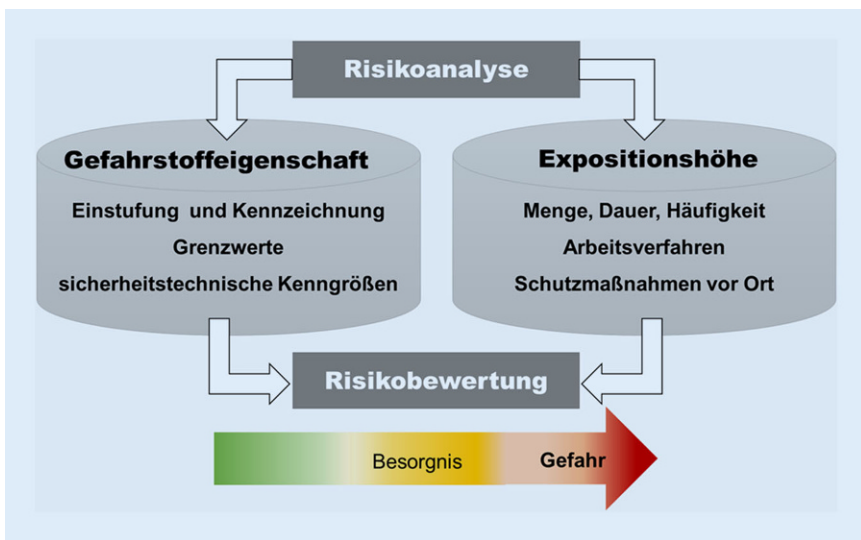 Risikoanalyse
Gefahrstoffeigenschaft
Einstufung und Kennzeichnung
Grenzwerte
sicherheitstechnische Kenngrößen
Expositionshöhe
Menge, Dauer, Häufigkeit
Arbeitsverfahren
Schutzmaßnahmen vor Ort
Risikobewertung
Besorgnis
Gefahr